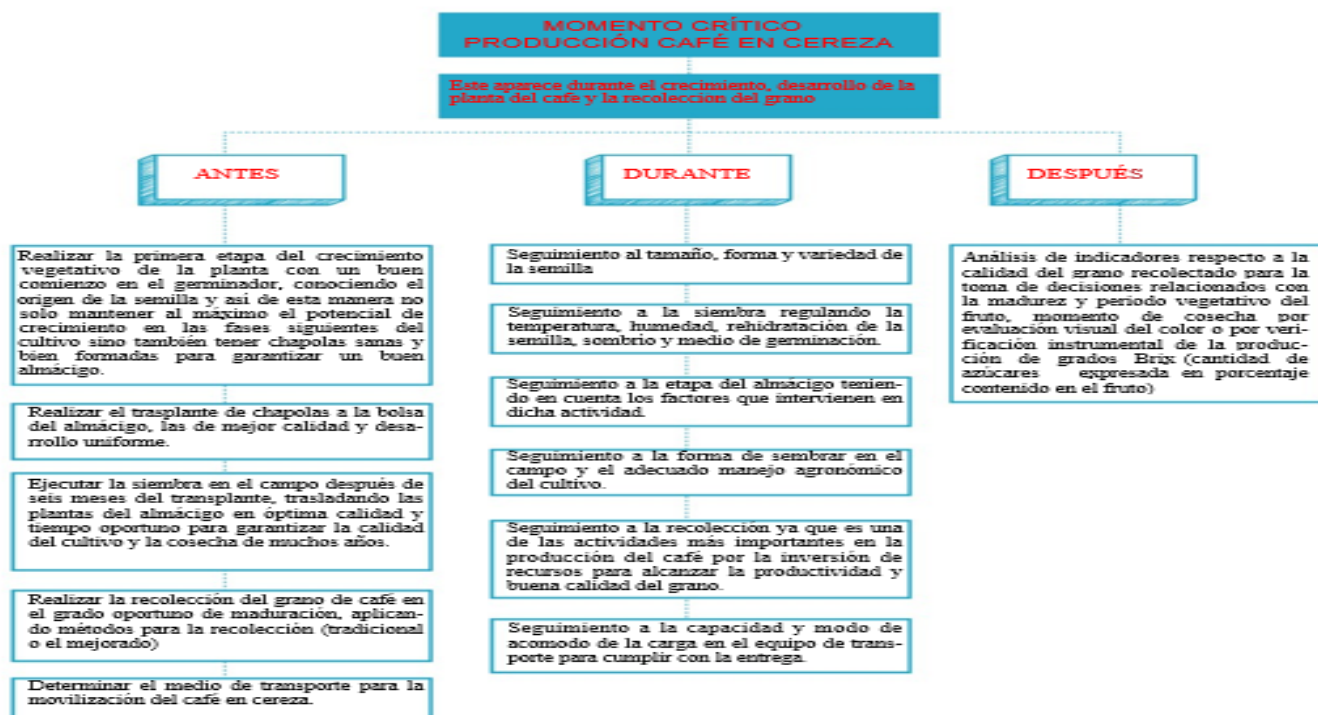 MOMENTO CRÍTICO
PRODUCCIÓN CAFÉ EN CEREZA
Este aparece durante el crecimiento, desarrollo de la
planta del café y la recolección del grano
ANTES
Realizar la primera etapa del crecimiento
vegetativo de la planta con un buen
comienzo en el germinador, conociendo el
origen de la semilla y así de esta manera no
solo mantener al máximo el potencial de
crecimiento en las fases siguientes del
cultivo sino también tener chapolas sanas y
bien formadas para garantizar un buen
almácigo.
Realizar el trasplante de chapolas a la bolsa
del almácigo, las de mejor calidad y desa-
rrollo uniforme.
Ejecutar la siembra en el campo después de
seis meses del transplante, trasladando las
plantas del almácigo en óptima calidad y
tiempo oportuno para garantizar la calidad
del cultivo y la cosecha de muchos años.
Realizar la recolección del grano de café en
el grado oportuno de maduración, aplican-
do métodos para la recolección (tradicional
o el mejorado)
Determinar el medio de transporte para la
movilización del café en cereza.
DURANTE
Seguimiento al tamaño, forma y variedad de
la semilla
Seguimiento a la siembra regulando la
temperatura, humedad, rehidratación de la
semilla, sombrio y medio de germinación.
Seguimiento a la etapa del almácigo tenien-
do en cuenta los factores que intervienen en
dicha actividad.
Seguimiento a la forma de sembrar en el
campo y el adecuado manejo agronómico
del cultivo.
Seguimiento a la recolección ya que es una
de las actividades más importantes en la
producción del café por la inversión de
recursos para alcanzar la productividad y
buena calidad del grano.
Seguimiento a la capacidad y modo de
acomodo de la carga en el equipo de trans-
porte para cumplir con la entrega.
DESPUÉS
Análisis de indicadores respecto a la
calidad del grano recolectado para la
toma de decisiones relacionados con
la madurez y periodo vegetativo del
fruto, momento de cosecha por
evaluación visual del color o por veri-
ficación instrumental de la produc-
ción de grados Brix (cantidad de
azúcares expresada en porcentaje
contenido en el fruto)